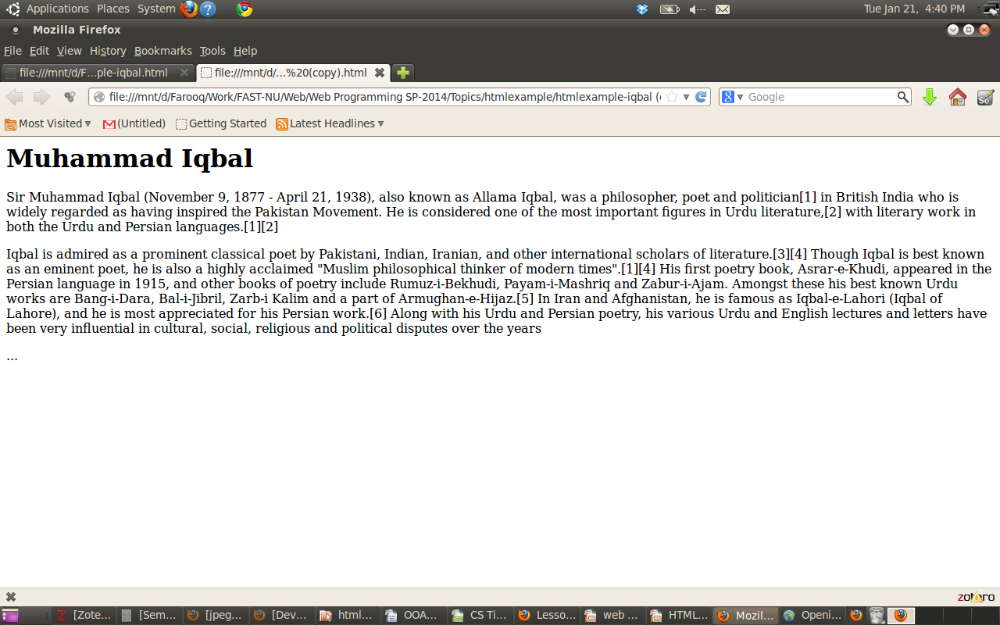 Applications Places System Tue Jan 21, 4:40 PM
Mozilla Firefox
File Edit View History Bookmarks Tools Help
file:///mnt/d/F...ple-iqbal.html file:///mnt/d/...%20(copy).html
file:///mnt/d/Farooq/Work/FAST-NU/Web/Web Programming SP-2014/Topics/htmlexample/htmlexample-iqbal ( Google Se
Most Visited (Untitled) Getting Started Latest Headlines
Muhammad Iqbal
Sir Muhammad Iqbal (November 9, 1877 - April 21, 1938), also known as Allama Iqbal, was a philosopher, poet and politician[1] in British India who is
widely regarded as having inspired the Pakistan Movement. He is considered one of the most important figures in Urdu literature,[2] with literary work in
both the Urdu and Persian languages.[1][2]
Iqbal is admired as a prominent classical poet by Pakistani, Indian, Iranian, and other international scholars of literature.[3][4] Though Iqbal is best known
as an eminent poet, he is also a highly acclaimed "Muslim philosophical thinker of modern times".[1][4] His first poetry book, Asrar-e-Khudi, appeared in the
Persian language in 1915, and other books of poetry include Rumuz-i-Bekhudi, Payam-i-Mashriq and Zabur-i-Ajam. Amongst these his best known Urdu
works are Bang-i-Dara, Bal-i-Jibril, Zarb-i Kalim and a part of Armughan-e-Hijaz.[5] In Iran and Afghanistan, he is famous as Iqbal-e-Lahori (Iqbal of
Lahore), and he is most appreciated for his Persian work.[6] Along with his Urdu and Persian poetry, his various Urdu and English lectures and letters have
been very influential in cultural, social, religious and political disputes over the years
...
zotero
[Zote... [Sem... [jpeg... [Dev... html... OOA... CS Ti... Lesso... web ... HTML... Mozil... Openi...